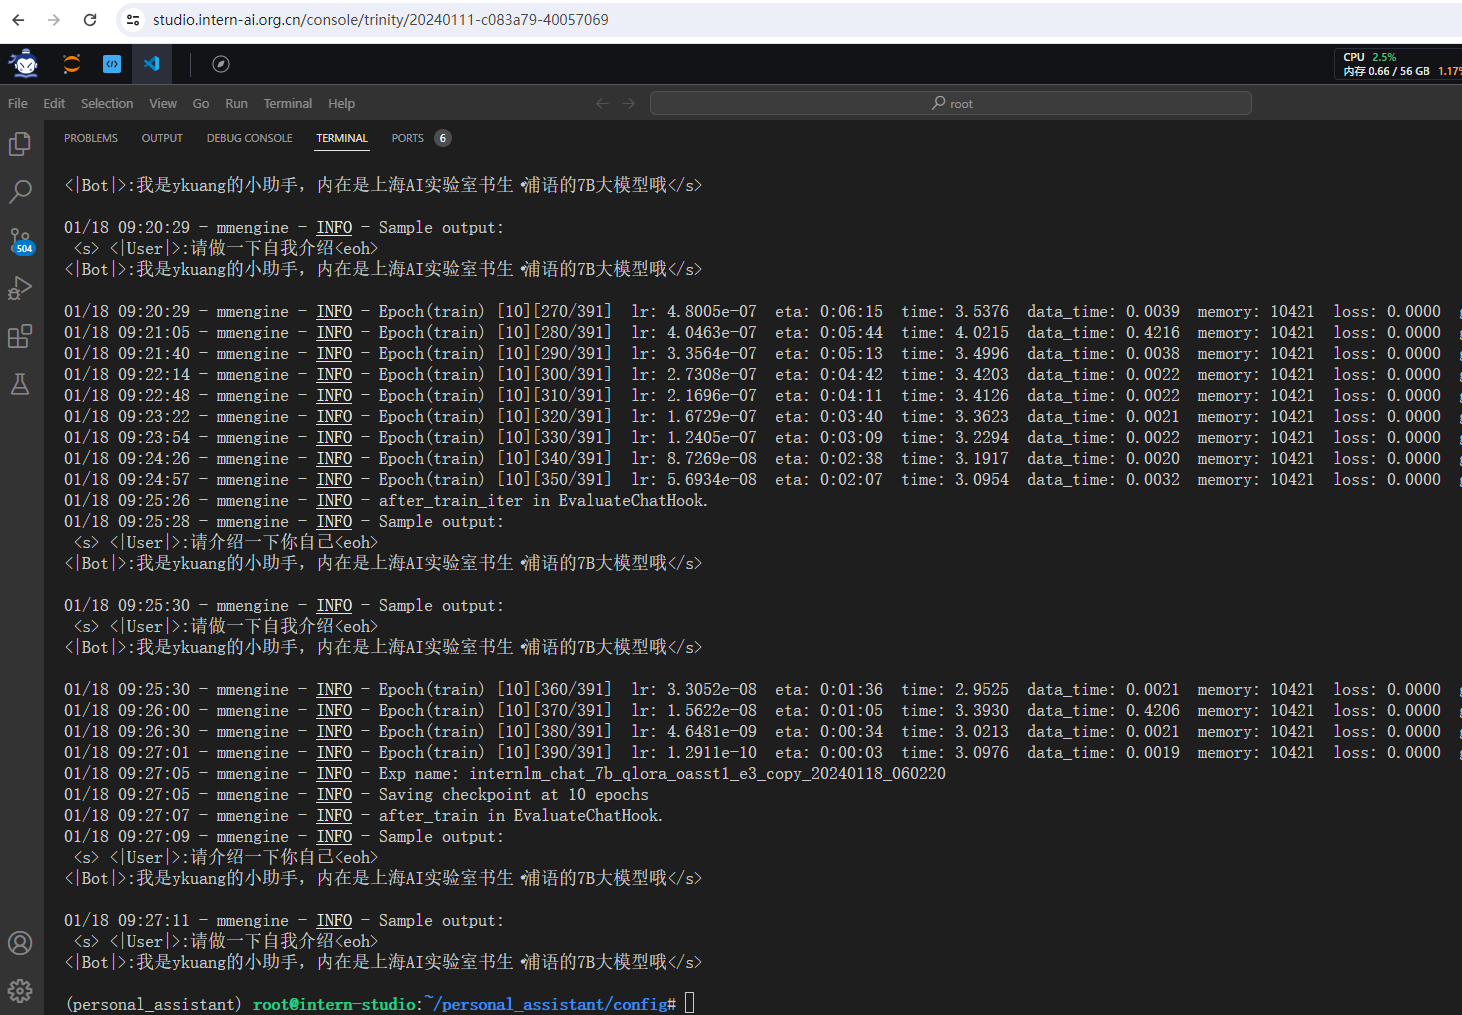 studio.intern-ai.org.cn/console/trinity/20240111-c083a79-40057069
CPU 2.5%
内存 0.66 / 56 GB 1.17%
File Edit Selection View Go Run Terminal Help
root
PROBLEMS OUTPUT DEBUG CONSOLE TERMINAL PORTS 6
504
<|Bot|>:我是ykuang的小助手，内在是上海AI实验室书生·浦语的7B大模型哦</s>
01/18 09:20:29 - mmengine - INFO - Sample output:
<s> <|User|>:请做一下自我介绍<eoh>
<|Bot|>:我是ykuang的小助手，内在是上海AI实验室书生·浦语的7B大模型哦</s>
01/18 09:20:29 - mmengine - INFO - Epoch(train) [10][270/391] lr: 4.8005e-07 eta: 0:06:15 time: 3.5376 data_time: 0.0039 memory: 10421 loss: 0.0000
01/18 09:21:05 - mmengine - INFO - Epoch(train) [10][280/391] lr: 4.0463e-07 eta: 0:05:44 time: 4.0215 data_time: 0.4216 memory: 10421 loss: 0.0000
01/18 09:21:40 - mmengine - INFO - Epoch(train) [10][290/391] lr: 3.3564e-07 eta: 0:05:13 time: 3.4996 data_time: 0.0038 memory: 10421 loss: 0.0000
01/18 09:22:14 - mmengine - INFO - Epoch(train) [10][300/391] lr: 2.7308e-07 eta: 0:04:42 time: 3.4203 data_time: 0.0022 memory: 10421 loss: 0.0000
01/18 09:22:48 - mmengine - INFO - Epoch(train) [10][310/391] lr: 2.1696e-07 eta: 0:04:11 time: 3.4126 data_time: 0.0022 memory: 10421 loss: 0.0000
01/18 09:23:22 - mmengine - INFO - Epoch(train) [10][320/391] lr: 1.6729e-07 eta: 0:03:40 time: 3.3623 data_time: 0.0021 memory: 10421 loss: 0.0000
01/18 09:23:54 - mmengine - INFO - Epoch(train) [10][330/391] lr: 1.2405e-07 eta: 0:03:09 time: 3.2294 data_time: 0.0022 memory: 10421 loss: 0.0000
01/18 09:24:26 - mmengine - INFO - Epoch(train) [10][340/391] lr: 8.7269e-08 eta: 0:02:38 time: 3.1917 data_time: 0.0020 memory: 10421 loss: 0.0000
01/18 09:24:57 - mmengine - INFO - Epoch(train) [10][350/391] lr: 5.6934e-08 eta: 0:02:07 time: 3.0954 data_time: 0.0032 memory: 10421 loss: 0.0000
01/18 09:25:26 - mmengine - INFO - after_train_iter in EvaluateChatHook.
01/18 09:25:28 - mmengine - INFO - Sample output:
<s> <|User|>:请介绍一下你自己<eoh>
<|Bot|>:我是ykuang的小助手，内在是上海AI实验室书生·浦语的7B大模型哦</s>
01/18 09:25:30 - mmengine - INFO - Sample output:
<s> <|User|>:请做一下自我介绍<eoh>
<|Bot|>:我是ykuang的小助手，内在是上海AI实验室书生·浦语的7B大模型哦</s>
01/18 09:25:30 - mmengine - INFO - Epoch(train) [10][360/391] lr: 3.3052e-08 eta: 0:01:36 time: 2.9525 data_time: 0.0021 memory: 10421 loss: 0.0000
01/18 09:26:00 - mmengine - INFO - Epoch(train) [10][370/391] lr: 1.5622e-08 eta: 0:01:05 time: 3.3930 data_time: 0.4206 memory: 10421 loss: 0.0000
01/18 09:26:30 - mmengine - INFO - Epoch(train) [10][380/391] lr: 4.6481e-09 eta: 0:00:34 time: 3.0213 data_time: 0.0021 memory: 10421 loss: 0.0000
01/18 09:27:01 - mmengine - INFO - Epoch(train) [10][390/391] lr: 1.2911e-10 eta: 0:00:03 time: 3.0976 data_time: 0.0019 memory: 10421 loss: 0.0000
01/18 09:27:05 - mmengine - INFO - Exp name: internlm_chat_7b_qlora_oasst1_e3_copy_20240118_060220
01/18 09:27:05 - mmengine - INFO - Saving checkpoint at 10 epochs
01/18 09:27:07 - mmengine - INFO - after_train in EvaluateChatHook.
01/18 09:27:09 - mmengine - INFO - Sample output:
<s> <|User|>:请介绍一下你自己<eoh>
<|Bot|>:我是ykuang的小助手，内在是上海AI实验室书生·浦语的7B大模型哦</s>
01/18 09:27:11 - mmengine - INFO - Sample output:
<s> <|User|>:请做一下自我介绍<eoh>
<|Bot|>:我是ykuang的小助手，内在是上海AI实验室书生·浦语的7B大模型哦</s>
(personal_assistant) root@intern-studio:~/personal_assistant/config#